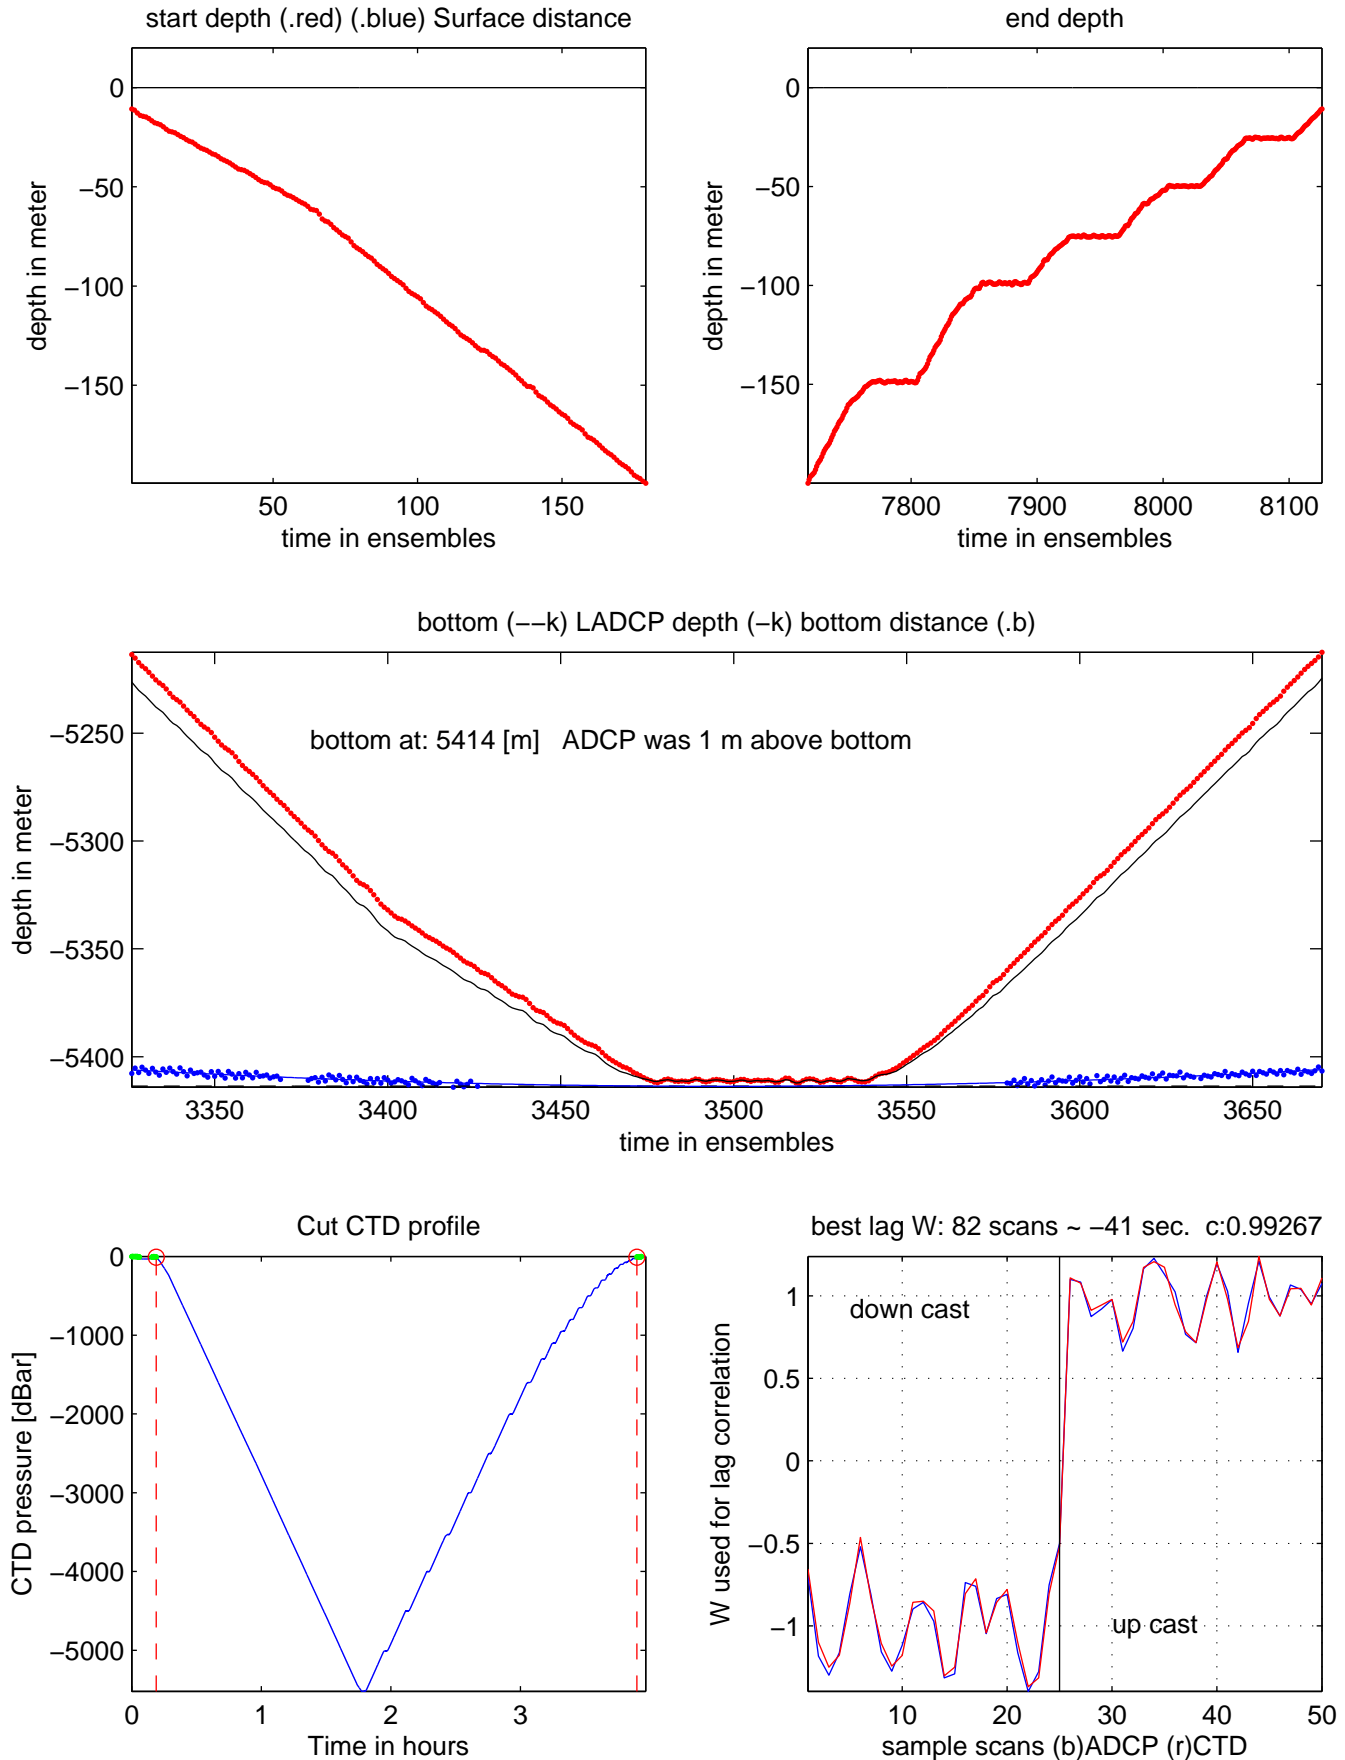 start depth (.red) (.blue) Surface distance
end depth
0
−50
−100
−150
depth in meter
50
100
150
time in ensembles
0
−50
−100
−150
depth in meter
7800
7900
8000
8100
time in ensembles
bottom (−−k) LADCP depth (−k) bottom distance (.b)
bottom at: 5414 [m]   ADCP was 1 m above bottom
−5250
−5300
−5350
−5400
depth in meter
3350
3400
3450
3500
3550
3600
3650
time in ensembles
Cut CTD profile
0
−1000
−2000
−3000
−4000
−5000
CTD pressure [dBar]
0
1
2
3
Time in hours
best lag W: 82 scans ~ −41 sec.  c:0.99267
down cast
up cast
1
0.5
0
−0.5
−1
W used for lag correlation
10
20
30
40
50
sample scans (b)ADCP (r)CTD